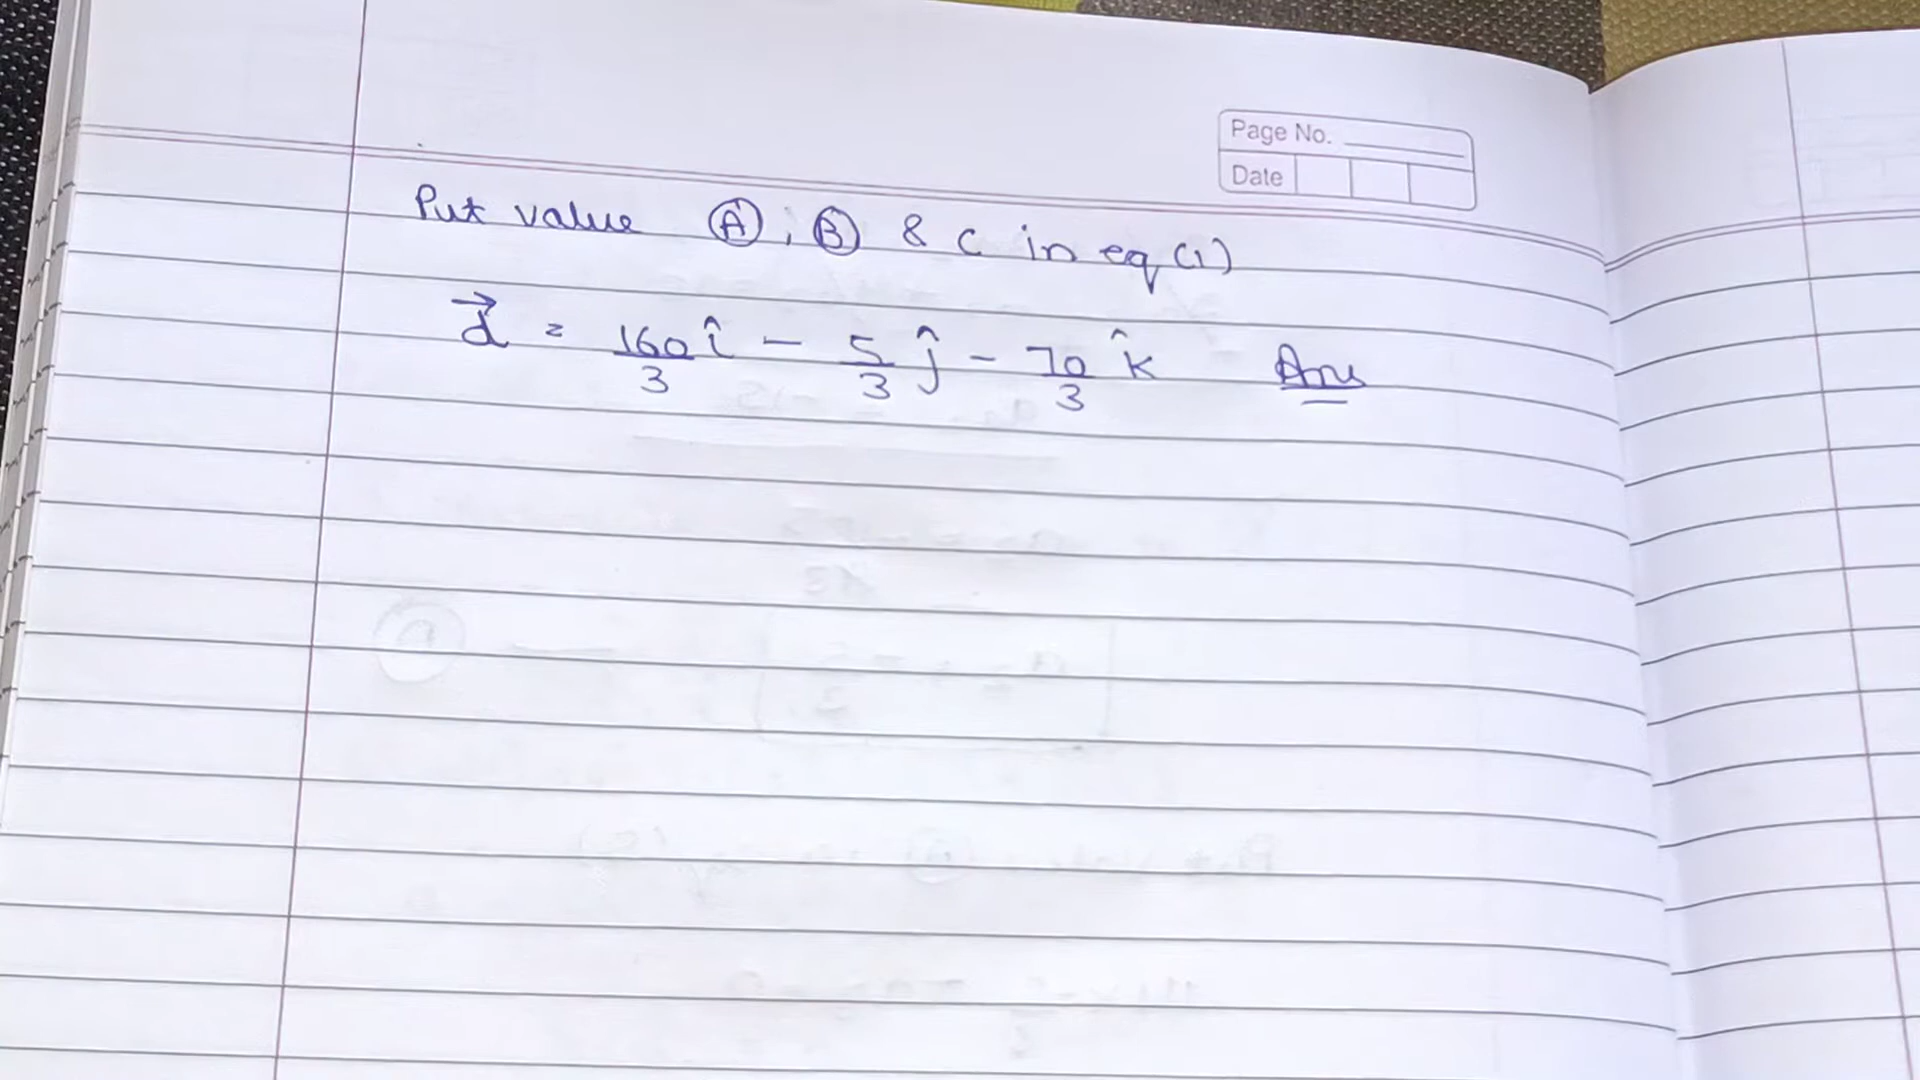 Page No.
Date
Put value Ⓐ, Ⓑ & C in eq (1)
d⃗ = 160/3 î - 5/3 ĵ - 70/3 k̂ Ans